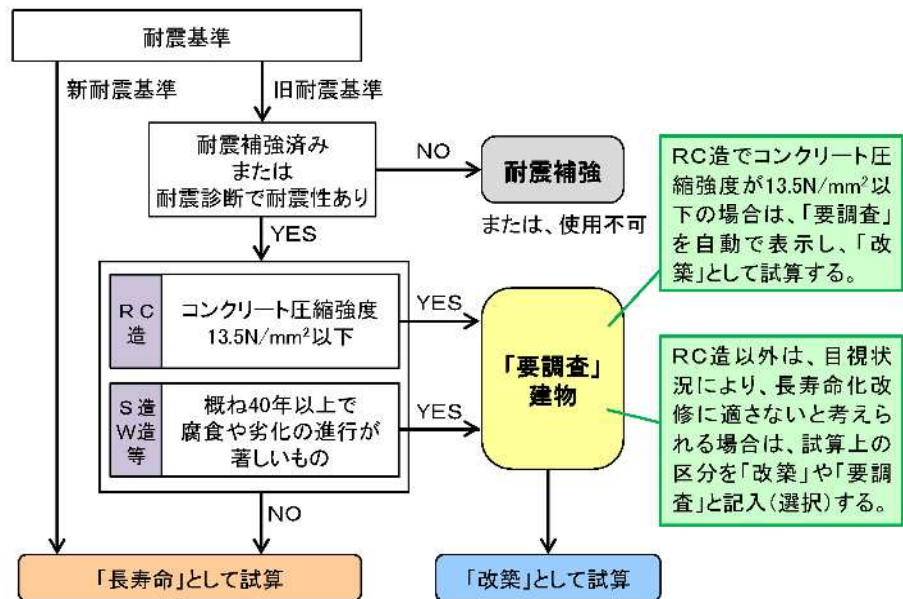 耐震基準
新耐震基準
旧耐震基準
耐震補強済み
または
耐震診断で耐震性あり
NO
耐震補強
または、使用不可
YES
RC
造
コンクリート圧縮強度
13.5N/mm²以下
YES
S造
W造
等
概ね40年以上で
腐食や劣化の進行が
著しいもの
YES
「要調査」
建物
RC造でコンクリート圧
縮強度が13.5N/mm²以
下の場合は、「要調査」
を自動で表示し、「改
築」として試算する。
RC造以外は、目視状
況により、長寿命化改
修に適さないと考えら
れる場合は、試算上の
区分を「改築」や「要調
査」と記入(選択)する。
NO
「長寿命」として試算
「改築」として試算